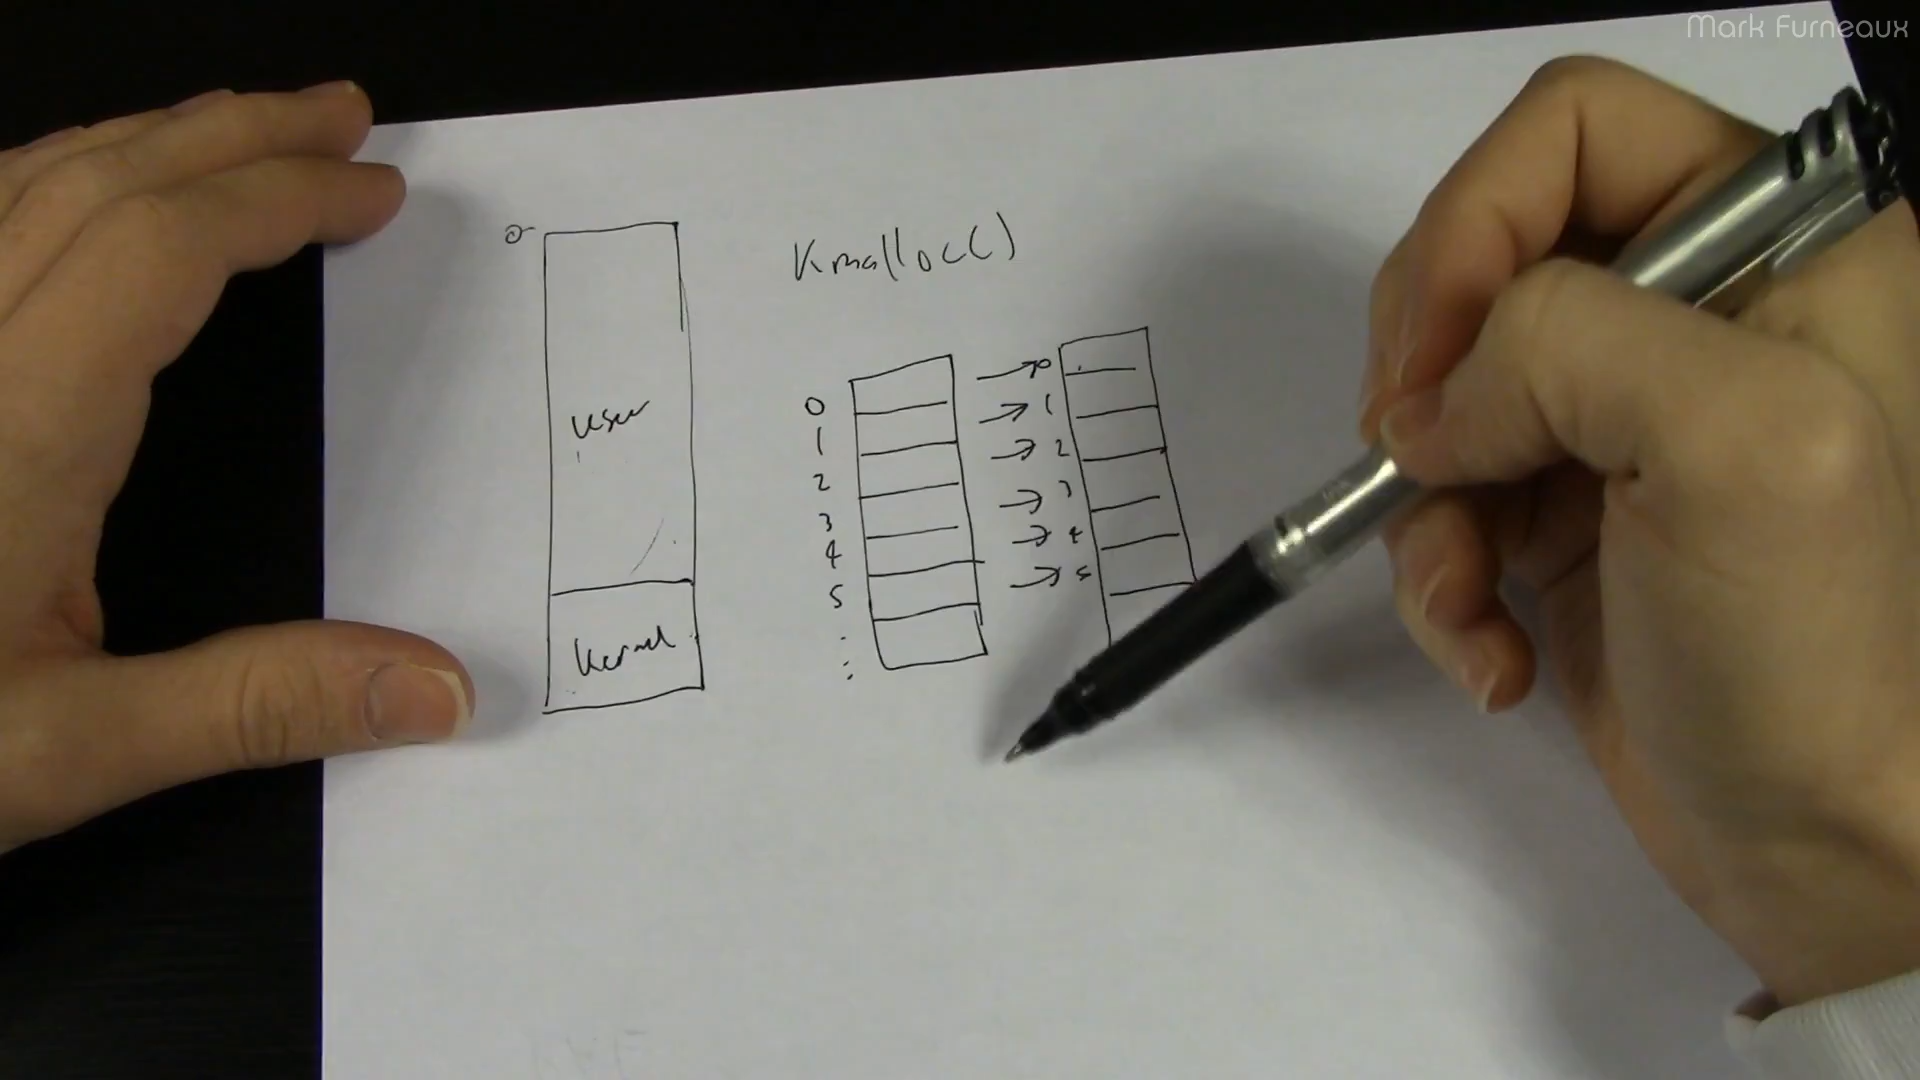 Mark Furneaux
0
Kmalloc()
User
Kernel
0 → 0
1 → 1
2 → 2
3 → 3
4 → 4
5 → 5
:
: